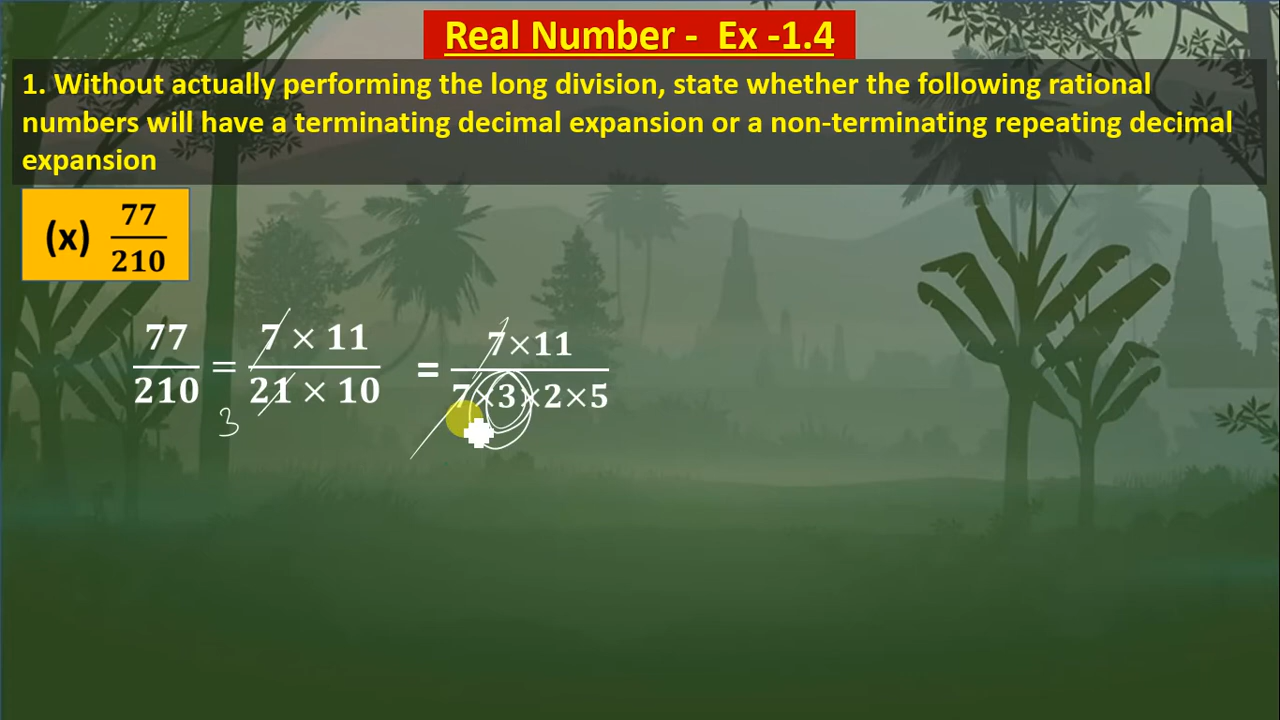 Real Number - Ex -1.4
1. Without actually performing the long division, state whether the following rational
numbers will have a terminating decimal expansion or a non-terminating repeating decimal
expansion
(x) 77/210
77/210 = 7 × 11/21 × 10 = 7×11/7×3×2×5
3